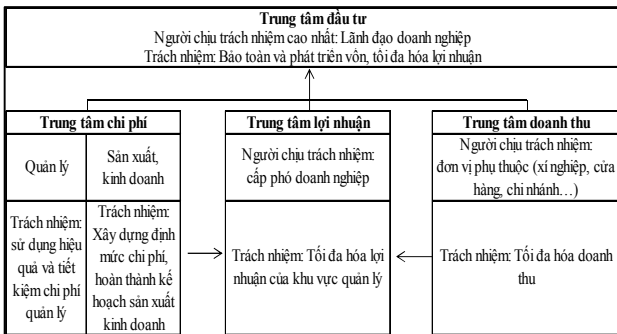 Trung tâm đầu tư
Người chịu trách nhiệm cao nhất: Lãnh đạo doanh nghiệp
Trách nhiệm: Bảo toàn và phát triển vốn, tối đa hóa lợi nhuận
Trung tâm chi phí
Quản lý
Sản xuất,
kinh doanh
Trách nhiệm:
sử dụng hiệu
quả và tiết
kiệm chi phí
quản lý
Trách nhiệm:
Xây dựng định
mức chi phí,
hoàn thành kế
hoạch sản xuất
kinh doanh
Trung tâm lợi nhuận
Người chịu trách nhiệm:
cấp phó doanh nghiệp
Trách nhiệm: Tối đa hóa lợi
nhuận của khu vực quản lý
Trung tâm doanh thu
Người chịu trách nhiệm:
đơn vị phụ thuộc (xí nghiệp, cửa
hàng, chi nhánh…)
Trách nhiệm: Tối đa hóa doanh
thu